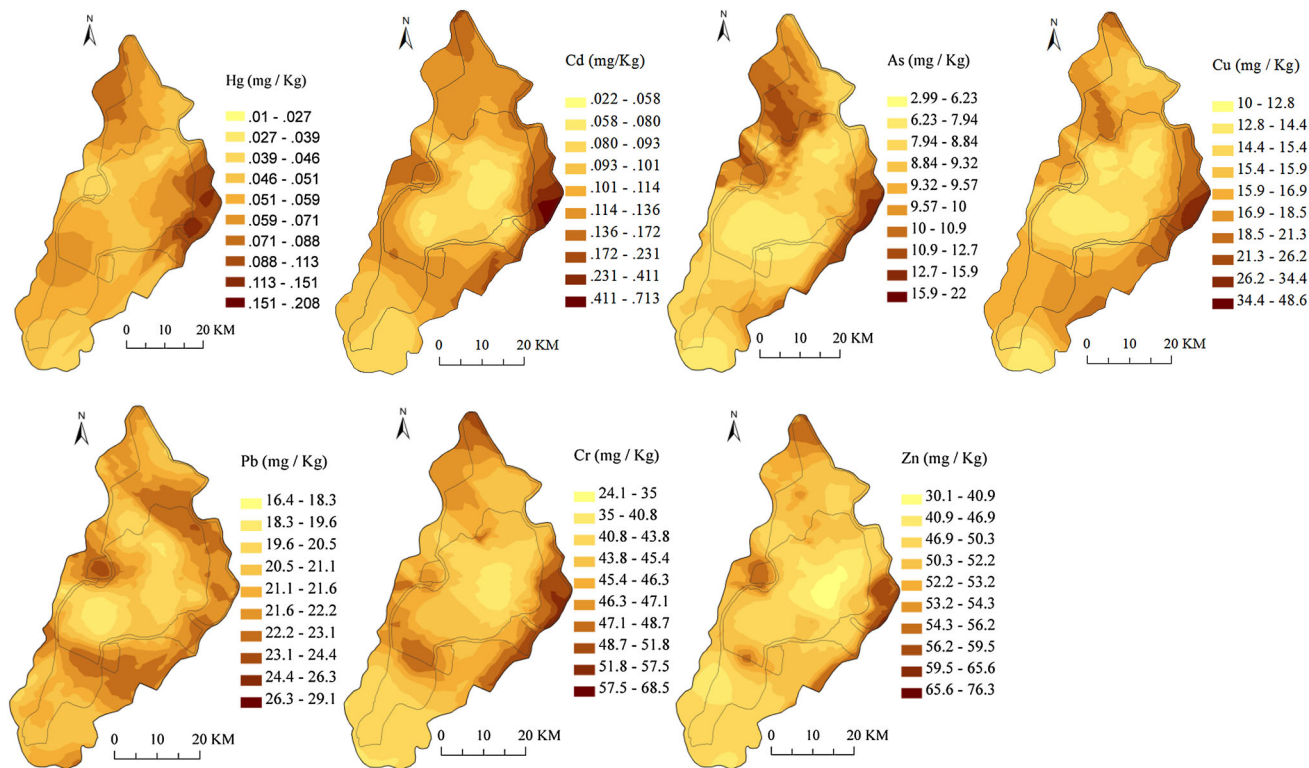 N
Hg (mg / Kg)
.01 - .027
.027 - .039
.039 - .046
.046 - .051
.051 - .059
.059 - .071
.071 - .088
.088 - .113
.113 - .151
.151 - .208
0 10 20 KM
N
Cd (mg/Kg)
.022 - .058
.058 - .080
.080 - .093
.093 - .101
.101 - .114
.114 - .136
.136 - .172
.172 - .231
.231 - .411
.411 - .713
0 10 20 KM
N
As (mg / Kg)
2.99 - 6.23
6.23 - 7.94
7.94 - 8.84
8.84 - 9.32
9.32 - 9.57
9.57 - 10
10 - 10.9
10.9 - 12.7
12.7 - 15.9
15.9 - 22
0 10 20 KM
N
Cu (mg / Kg)
10 - 12.8
12.8 - 14.4
14.4 - 15.4
15.4 - 15.9
15.9 - 16.9
16.9 - 18.5
18.5 - 21.3
21.3 - 26.2
26.2 - 34.4
34.4 - 48.6
0 10 20 KM
N
Pb (mg / Kg)
16.4 - 18.3
18.3 - 19.6
19.6 - 20.5
20.5 - 21.1
21.1 - 21.6
21.6 - 22.2
22.2 - 23.1
23.1 - 24.4
24.4 - 26.3
26.3 - 29.1
0 10 20 KM
N
Cr (mg / Kg)
24.1 - 35
35 - 40.8
40.8 - 43.8
43.8 - 45.4
45.4 - 46.3
46.3 - 47.1
47.1 - 48.7
48.7 - 51.8
51.8 - 57.5
57.5 - 68.5
0 10 20 KM
N
Zn (mg / Kg)
30.1 - 40.9
40.9 - 46.9
46.9 - 50.3
50.3 - 52.2
52.2 - 53.2
53.2 - 54.3
54.3 - 56.2
56.2 - 59.5
59.5 - 65.6
65.6 - 76.3
0 10 20 KM